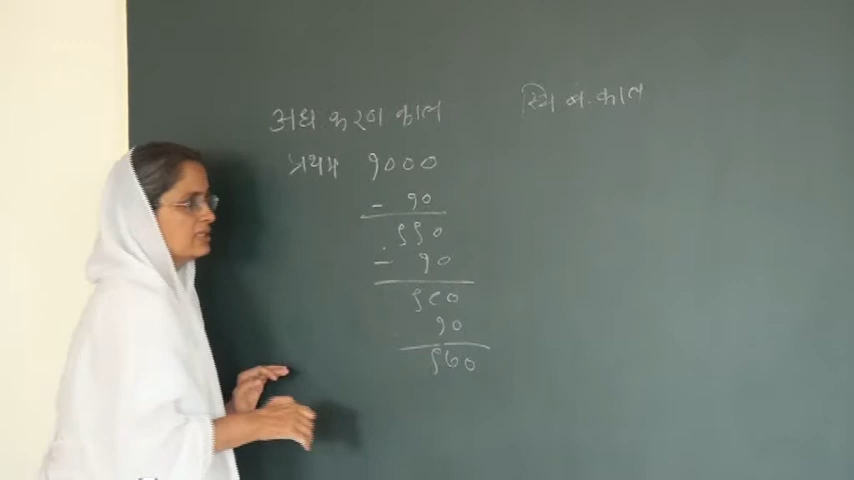 अध. करण काल
स्थि ब. काल
प्रथम १०००
- १०
९९०
- १०
९८०
१०
९७०